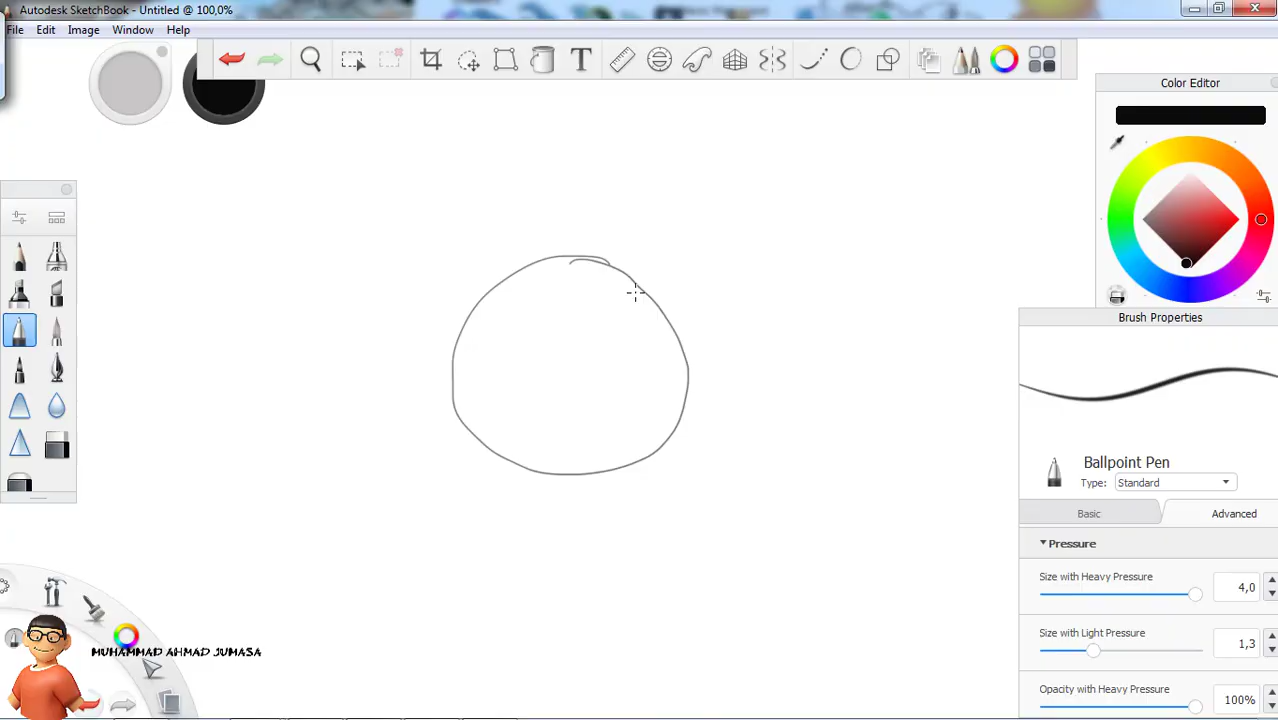 Autodesk SketchBook - Untitled @ 100,0%
File Edit Image Window Help
T
Color Editor
Brush Properties
Ballpoint Pen
Type: Standard
Basic Advanced
Pressure
Size with Heavy Pressure 4,0
Size with Light Pressure 1,3
Opacity with Heavy Pressure 100%
MUHAMMAD AHMAD JUMASA